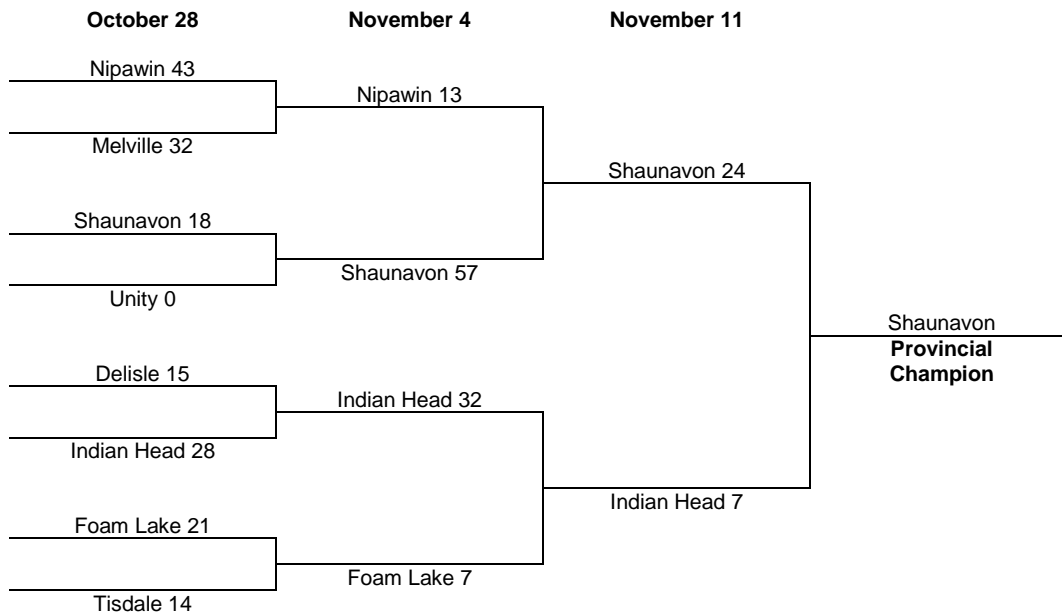 October 28
November 4
November 11
Nipawin 43
Nipawin 13
Melville 32
Shaunavon 24
Shaunavon 18
Shaunavon 57
Unity 0
Shaunavon
Provincial
Champion
Delisle 15
Indian Head 32
Indian Head 28
Indian Head 7
Foam Lake 21
Foam Lake 7
Tisdale 14